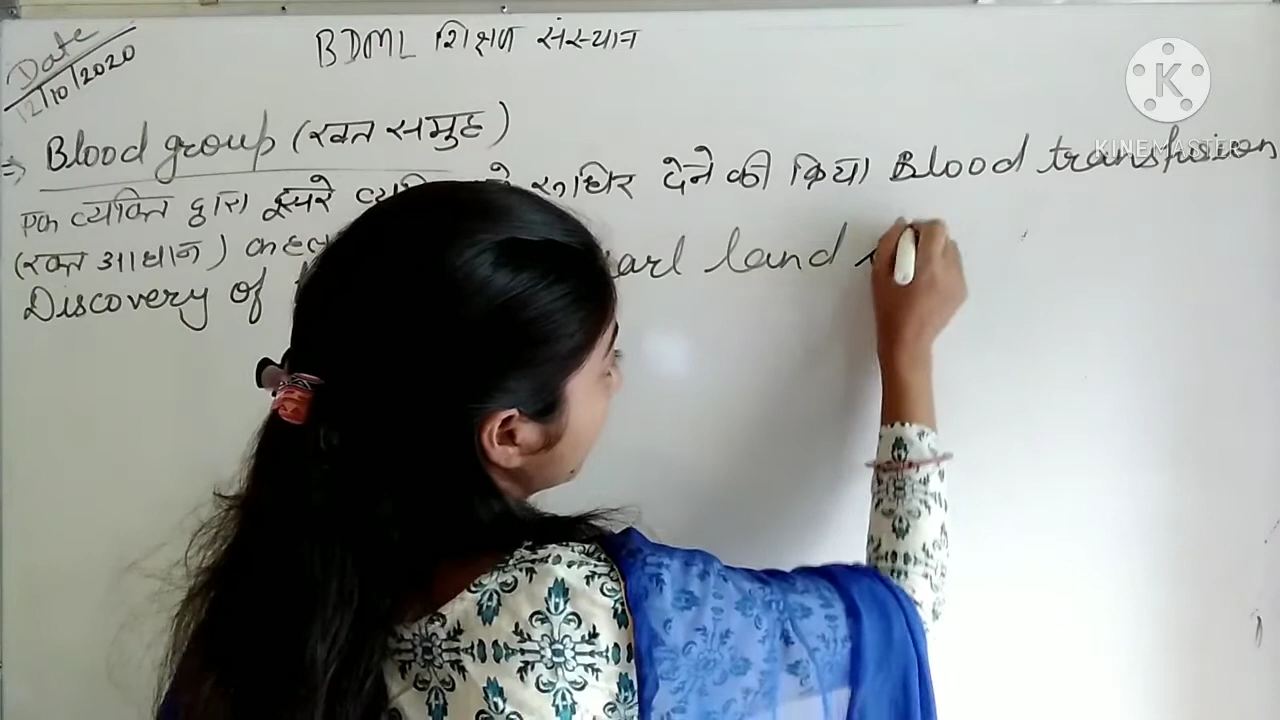 Date
12/10/2020
BDML शिक्षण संस्थान
⇒ Blood group (रक्त समुह)
एक व्यक्ति द्वारा दूसरे रूधिर देने की क्रिया Blood transfusion
(रक्त आधान)
Discovery of land
KINEMASTER